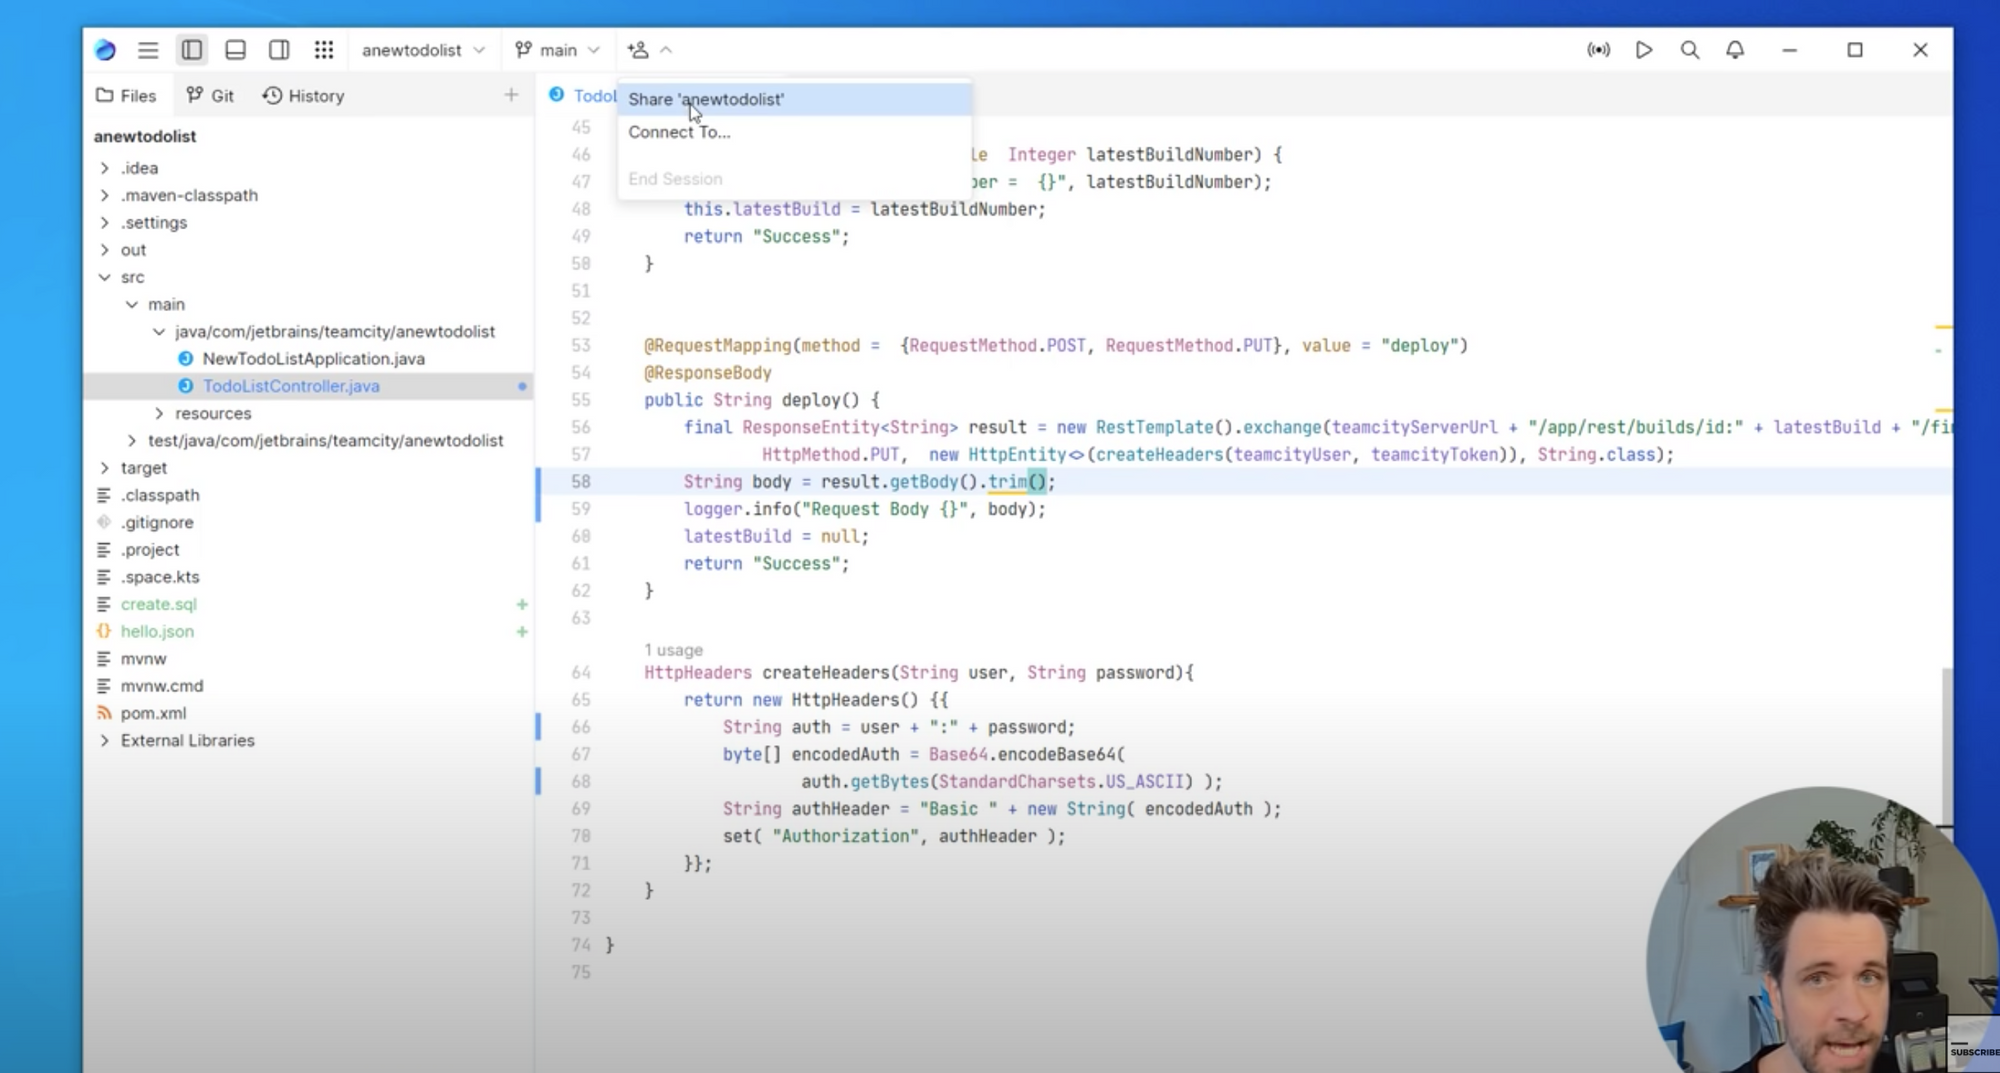 anewtodolist
main
Files
Git
History
TodoL
Share 'anewtodolist'
Connect To...
End Session
anewtodolist
.idea
.maven-classpath
.settings
out
src
main
java/com/jetbrains/teamcity/anewtodolist
NewTodoListApplication.java
TodoListController.java
resources
test/java/com/jetbrains/teamcity/anewtodolist
target
.classpath
.gitignore
.project
.space.kts
create.sql
hello.json
mvnw
mvnw.cmd
pom.xml
External Libraries
45
46 le Integer latestBuildNumber) {
47 ber = {}", latestBuildNumber);
48 this.latestBuild = latestBuildNumber;
49 return "Success";
50 }
51
52
53 @RequestMapping(method = {RequestMethod.POST, RequestMethod.PUT}, value = "deploy")
54 @ResponseBody
55 public String deploy() {
56 final ResponseEntity<String> result = new RestTemplate().exchange(teamcityServerUrl + "/app/rest/builds/id:" + latestBuild + "/fi
57 HttpMethod.PUT, new HttpEntity<>(createHeaders(teamcityUser, teamcityToken)), String.class);
58 String body = result.getBody().trim();
59 logger.info("Request Body {}", body);
60 latestBuild = null;
61 return "Success";
62 }
63
1 usage
64 HttpHeaders createHeaders(String user, String password){
65 return new HttpHeaders() {{
66 String auth = user + ":" + password;
67 byte[] encodedAuth = Base64.encodeBase64(
68 auth.getBytes(StandardCharsets.US_ASCII) );
69 String authHeader = "Basic " + new String( encodedAuth );
70 set( "Authorization", authHeader );
71 }};
72 }
73
74 }
75
SUBSCRIBE